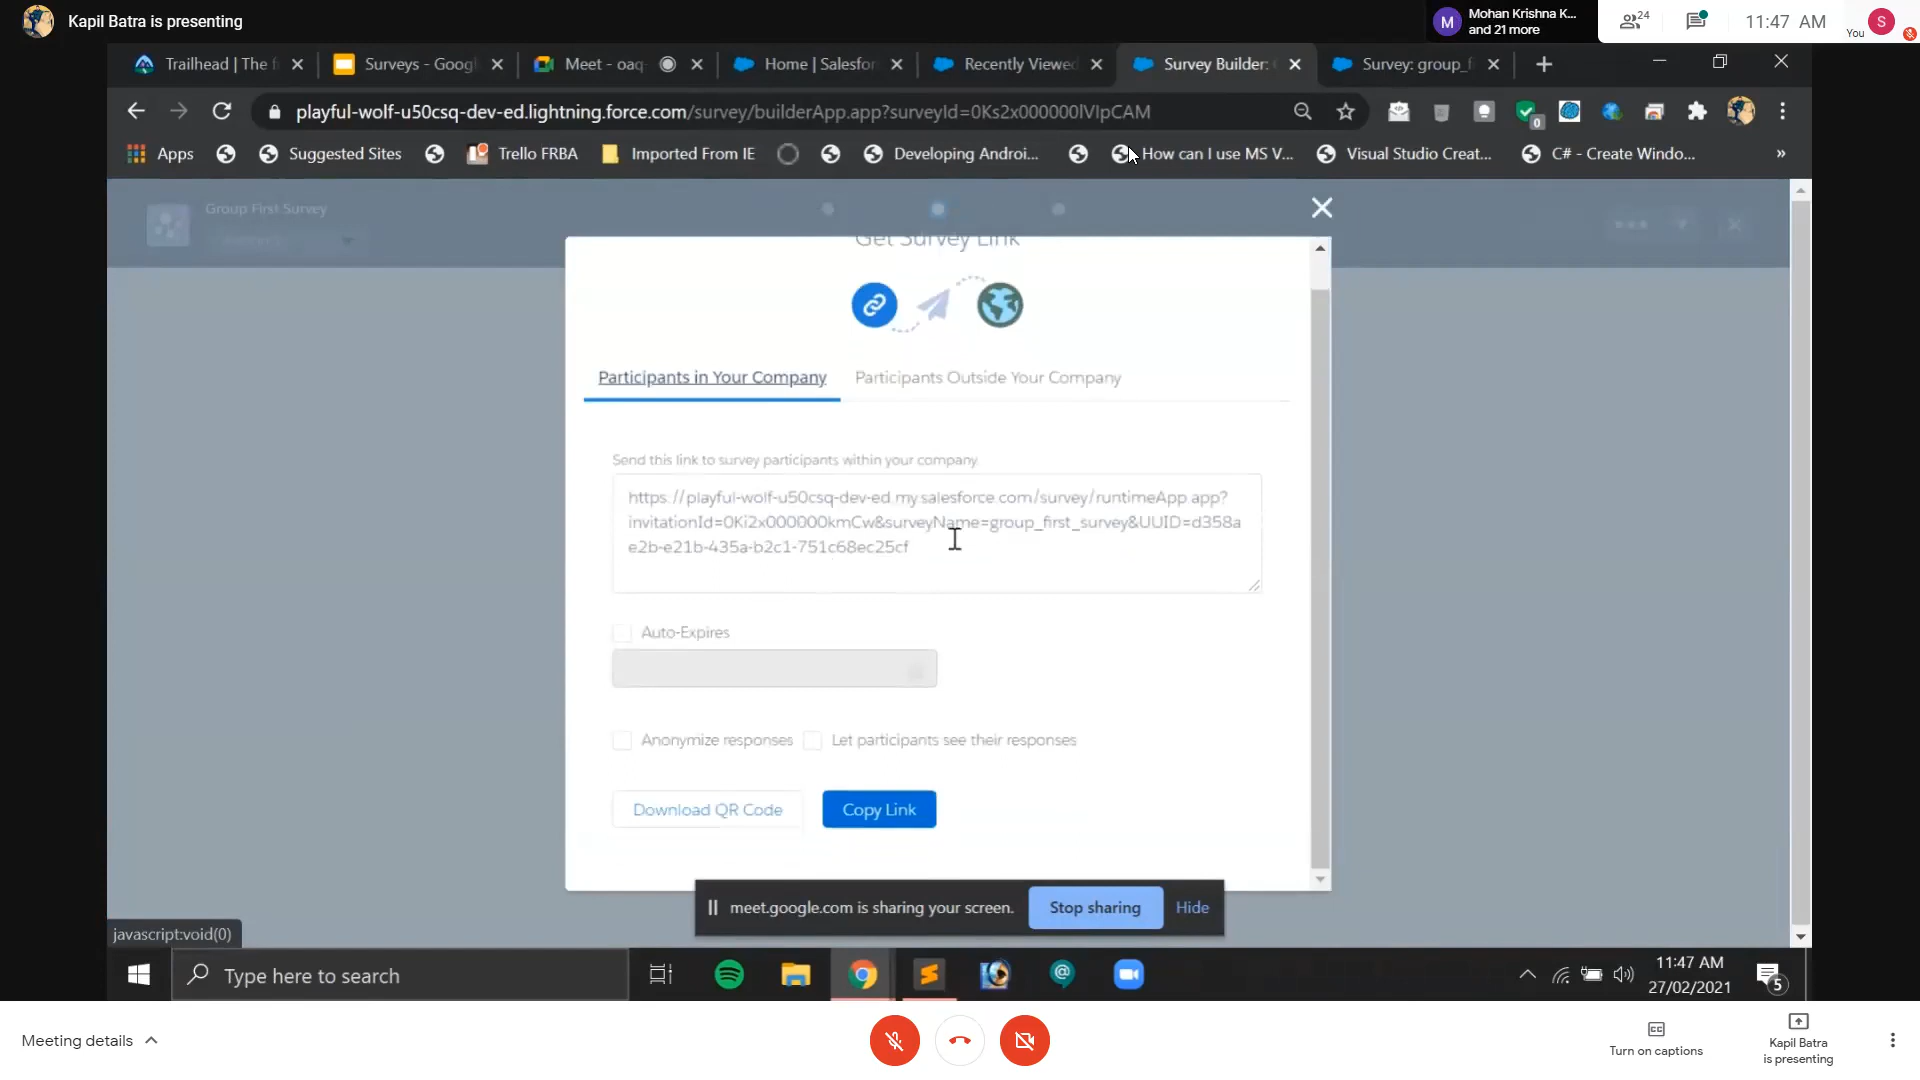 Kapil Batra is presenting
M
Mohan Krishna K...
and 21 more
24
11:47 AM
You
S
Trailhead | The f
Surveys - Googl
Meet - oaq
Home | Salesfor
Recently Viewed
Survey Builder:
Survey: group_f
playful-wolf-u50csq-dev-ed.lightning.force.com/survey/builderApp.app?surveyId=0Ks2x000000lVIpCAM
0
Apps
Suggested Sites
Trello FRBA
Imported From IE
Developing Androi...
How can I use MS V...
Visual Studio Creat...
C# - Create Windo...
»
Group First Survey
Get Survey Link
Participants in Your Company
Participants Outside Your Company
Send this link to survey participants within your company.
https://playful-wolf-u50csq-dev-ed.my.salesforce.com/survey/runtimeApp.app?
invitationId=0Ki2x000000kmCw&surveyName=group_first_survey&UUID=d358a
e2b-e21b-435a-b2c1-751c68ec25cf
Auto-Expires
Anonymize responses
Let participants see their responses
Download QR Code
Copy Link
meet.google.com is sharing your screen.
Stop sharing
Hide
javascript:void(0)
Type here to search
11:47 AM
27/02/2021
5
Meeting details
Turn on captions
Kapil Batra
is presenting